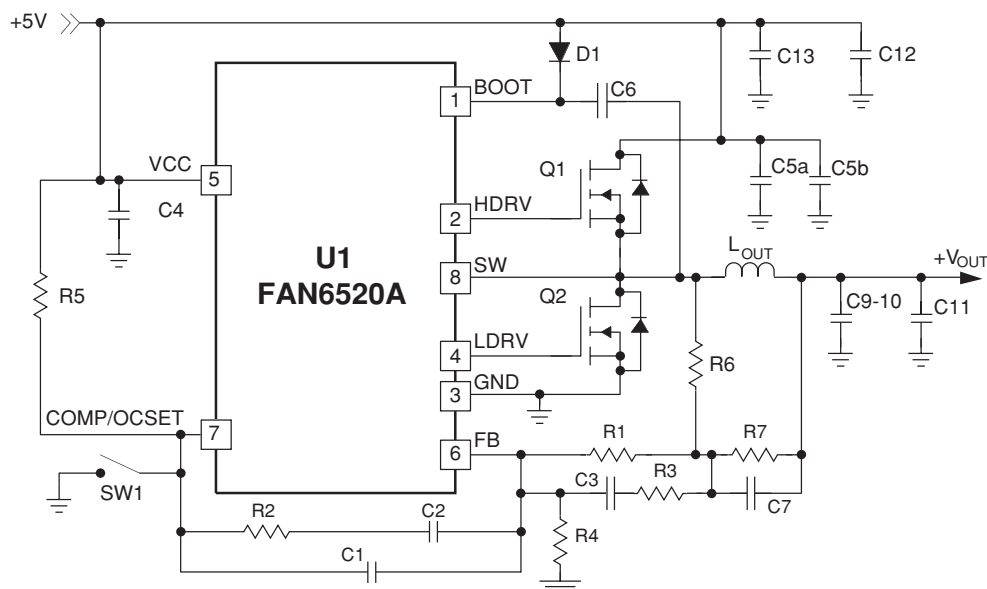 +5V
D1
C13
C12
1
BOOT
C6
VCC
5
Q1
C5a
C5b
C4
2
HDRV
U1
FAN6520A
8
SW
LOUT
+VOUT
R5
Q2
C9-10
C11
4
LDRV
R6
3
GND
COMP/OCSET
7
6
FB
R1
R7
SW1
C3
R3
C7
R2
C2
R4
C1